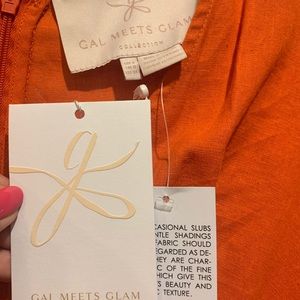 GAL MEETS GLAM
COLLECTION
CASIONAL SLUBS
NTLE SHADINGS
FABRIC SHOULD
EGARDED AS DE-
HEY ARE CHAR-
C OF THE FINE
WHICH GIVE THIS
S BEAUTY AND
C TEXTURE.
GAL MEETS GLAM